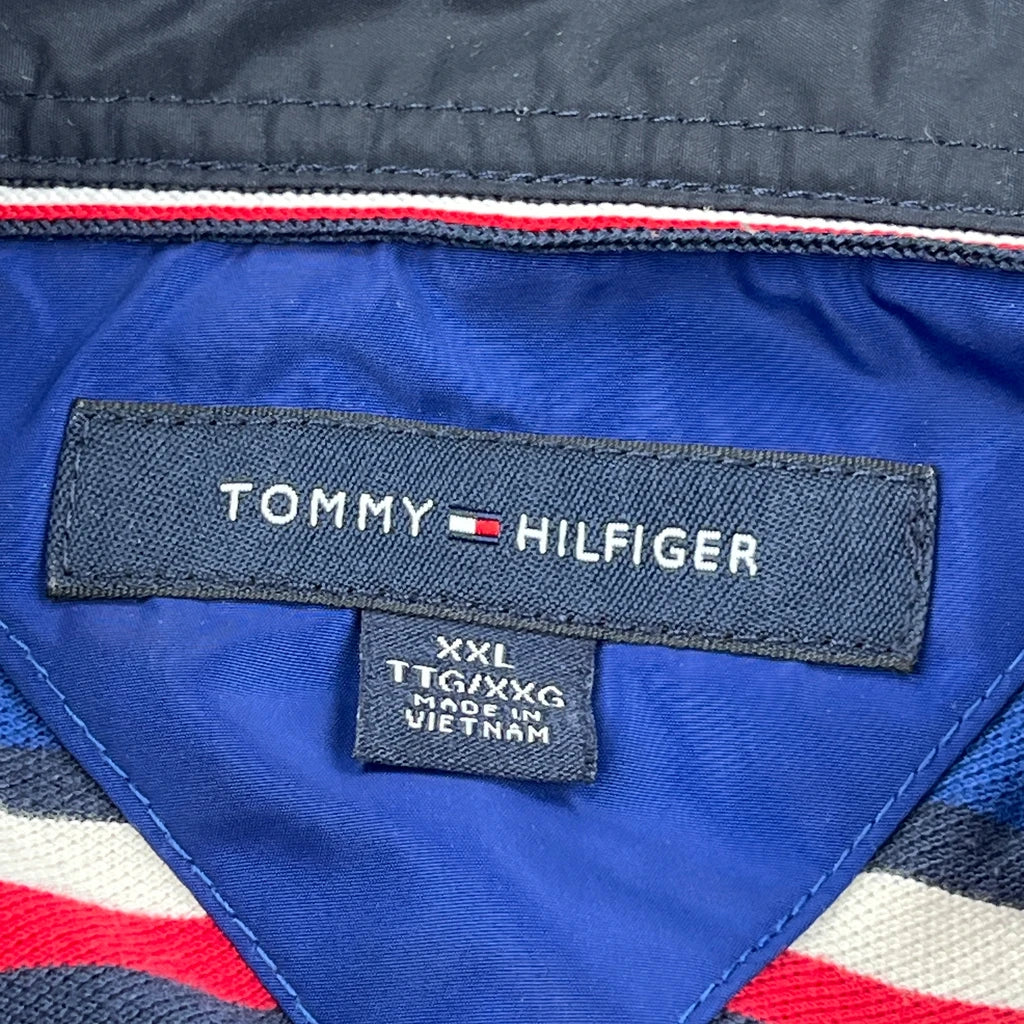 TOMMY HILFIGER
XXL
TTG/XXG
MADE IN
VIETNAM